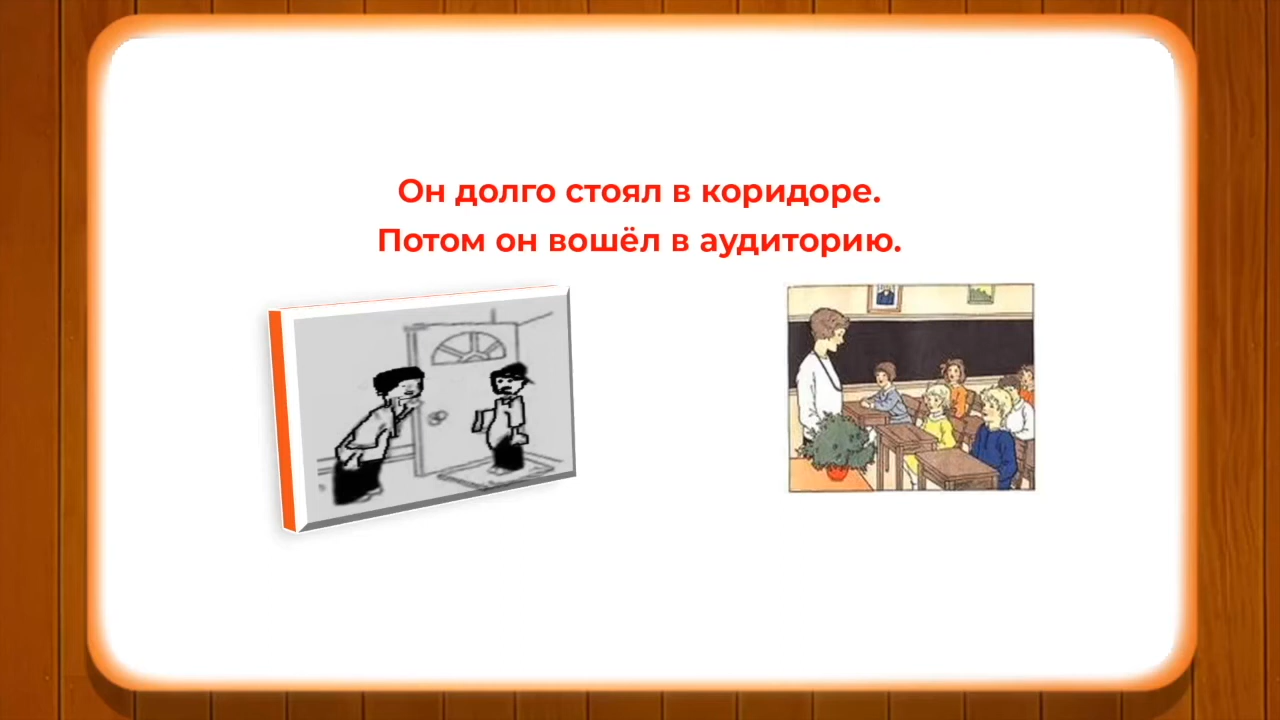 Он долго стоял в коридоре.
Потом он вошёл в аудиторию.